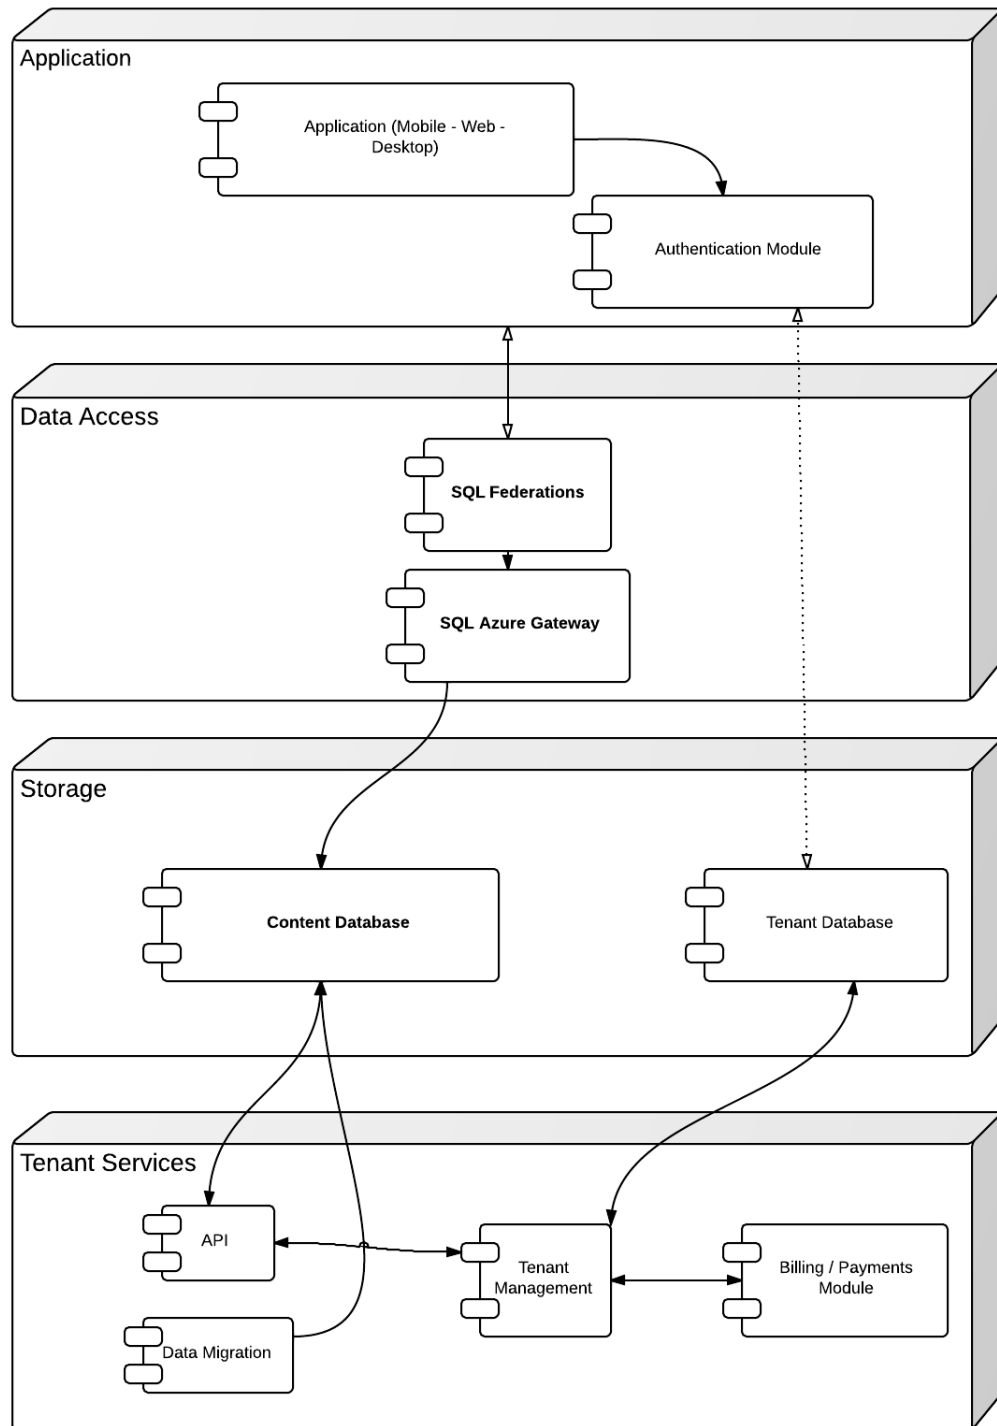 Application
Application (Mobile - Web -
Desktop)
Authentication Module
Data Access
SQL Federations
SQL Azure Gateway
Storage
Content Database
Tenant Database
Tenant Services
API
Tenant
Management
Billing / Payments
Module
Data Migration